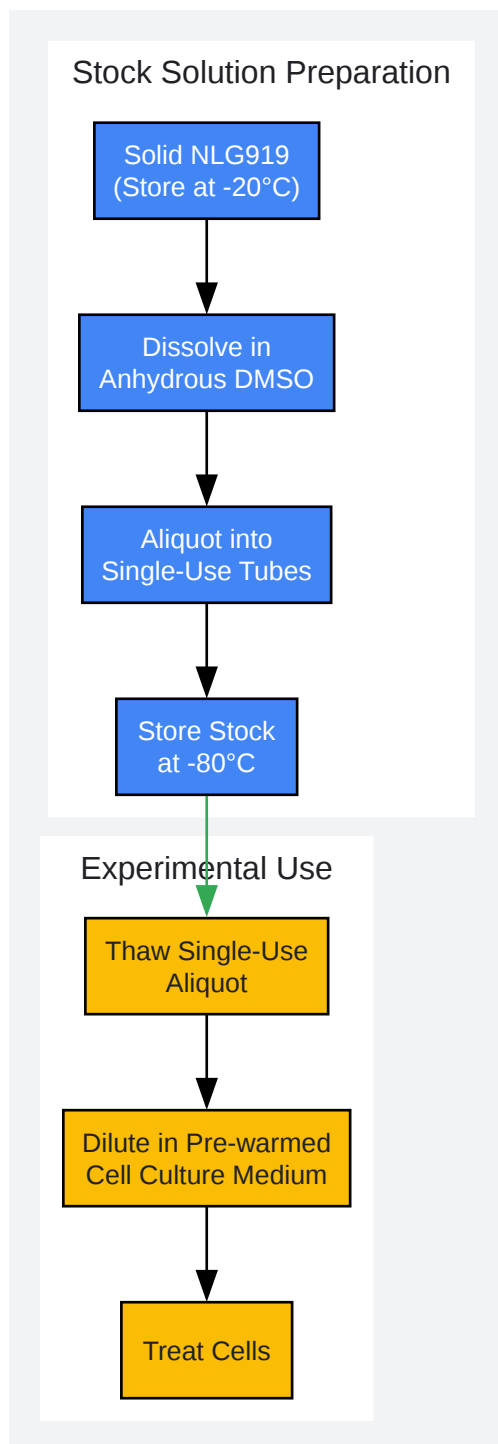 Stock Solution Preparation
Solid NLG919
(Store at -20°C)
Dissolve in
Anhydrous DMSO
Aliquot into
Single-Use Tubes
Store Stock
at -80°C
Experimental Use
Thaw Single-Use
Aliquot
Dilute in Pre-warmed
Cell Culture Medium
Treat Cells